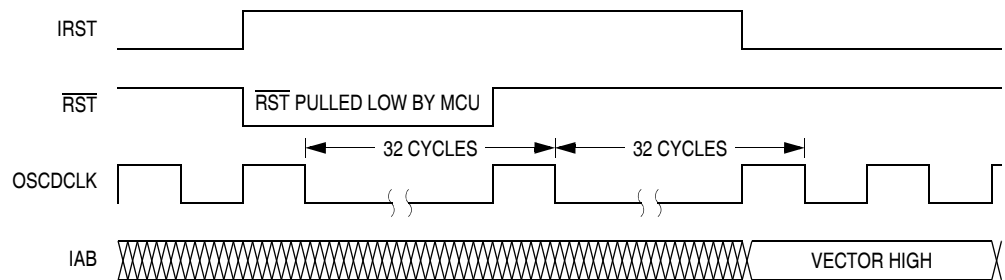 IRST
RST
RST PULLED LOW BY MCU
32 CYCLES
32 CYCLES
OSCDCLK
IAB
VECTOR HIGH